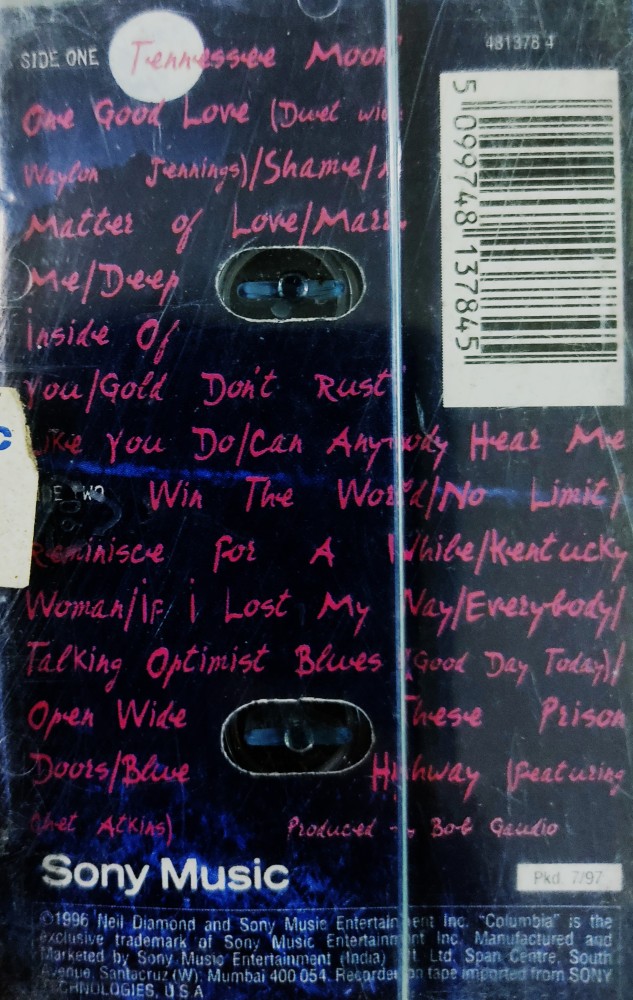 SIDE ONE Tennessee Moon
481378 4
One Good Love (Duet
Waylon Jennings)/Shame/A
Matter of Love/Marry
Me/Deep
Inside Of
You/Gold Don't Rust
Like You Do/Can Anybody Hear Me
SIDE TWO Win The World/No Limit/
Reminisce For A While/Kentucky
Woman/If I Lost My Way/Everybody/
Talking Optimist Blues (Good Day Today)/
Open Wide These Prison
Doors/Blue Highway (featuring
Chet Atkins) Produced Bob Gaudio
5 099748 137845
C
Sony Music
Pkd. 7/97
©1996 Neil Diamond and Sony Music Entertainment Inc. "Columbia" is the
exclusive trademark of Sony Music Entertainment Inc. Manufactured and
Marketed by Sony Music Entertainment (India) Pvt. Ltd. Span Centre, South
Avenue, Santacruz (W), Mumbai 400 054. Recorded on tape imported from SONY
TECHNOLOGIES, U S A